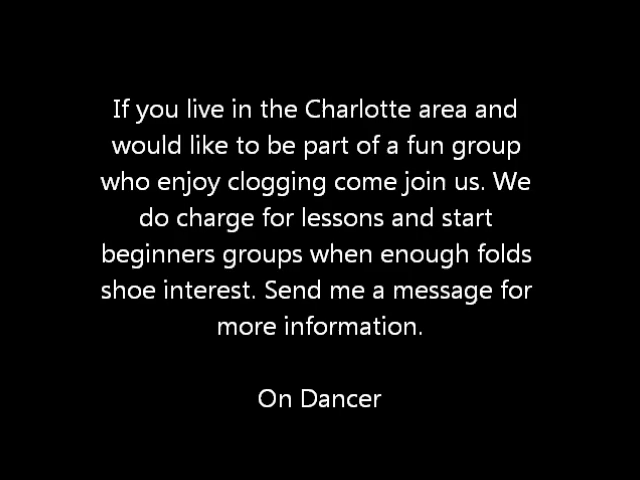 If you live in the Charlotte area and
would like to be part of a fun group
who enjoy clogging come join us. We
do charge for lessons and start
beginners groups when enough folds
shoe interest. Send me a message for
more information.
On Dancer